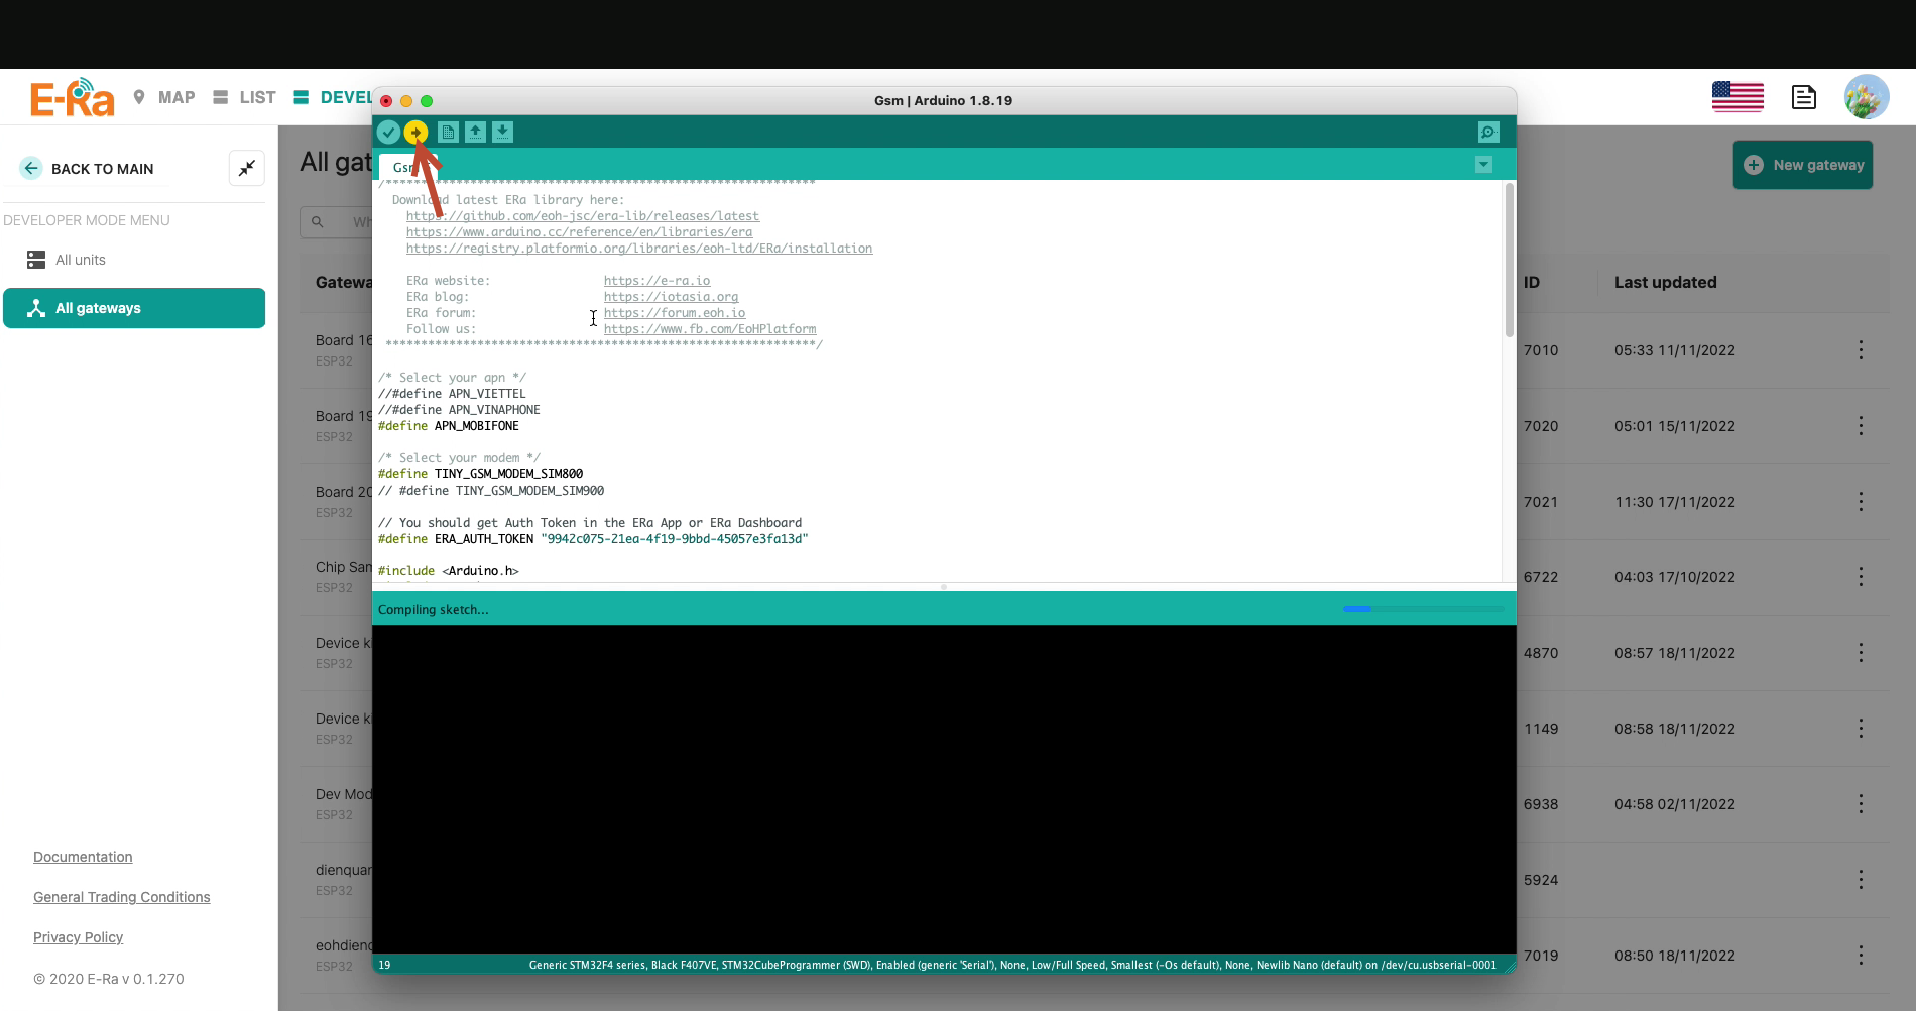 E-Ra
MAP
LIST
DEVEL
BACK TO MAIN
DEVELOPER MODE MENU
All units
All gateways
Documentation
General Trading Conditions
Privacy Policy
© 2020 E-Ra v 0.1.270
All gat
New gateway
Wh
Gatewa
ID
Last updated
Board 16
ESP32
7010
05:33 11/11/2022
Board 19
ESP32
7020
05:01 15/11/2022
Board 20
ESP32
7021
11:30 17/11/2022
Chip Sam
ESP32
6722
04:03 17/10/2022
Device k
ESP32
4870
08:57 18/11/2022
Device k
ESP32
1149
08:58 18/11/2022
Dev Mod
ESP32
6938
04:58 02/11/2022
dienquan
ESP32
5924
eohdien
ESP32
7019
08:50 18/11/2022
Gsm | Arduino 1.8.19
Gsm
/*************************************************************
Download latest ERa library here:
https://github.com/eoh-jsc/era-lib/releases/latest
https://www.arduino.cc/reference/en/libraries/era
https://registry.platformio.org/libraries/eoh-ltd/ERa/installation
ERa website: https://e-ra.io
ERa blog: https://iotasia.org
ERa forum: https://forum.eoh.io
Follow us: https://www.fb.com/EoHPlatform
*************************************************************/
/* Select your apn */
//#define APN_VIETTEL
//#define APN_VINAPHONE
#define APN_MOBIFONE
/* Select your modem */
#define TINY_GSM_MODEM_SIM800
// #define TINY_GSM_MODEM_SIM900
// You should get Auth Token in the ERa App or ERa Dashboard
#define ERA_AUTH_TOKEN "9942c075-21ea-4f19-9bbd-45057e3fa13d"
#include <Arduino.h>
Compiling sketch...
19
Generic STM32F4 series, Black F407VE, STM32CubeProgrammer (SWD), Enabled (generic 'Serial'), None, Low/Full Speed, Smallest (-Os default), None, Newlib Nano (default) on /dev/cu.usbserial-0001